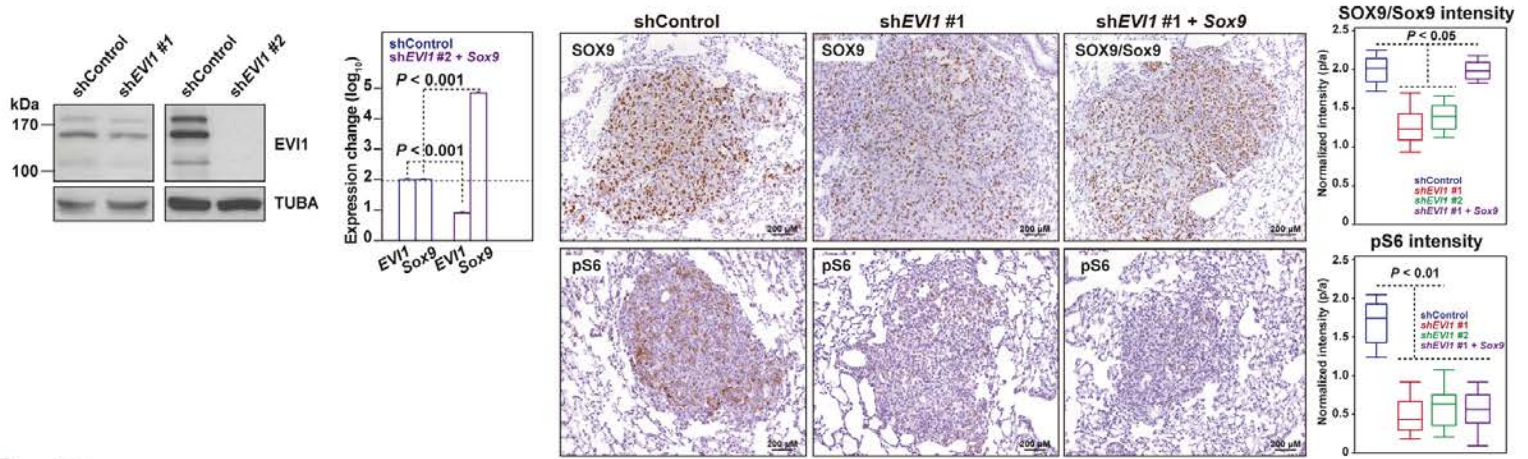 shControl
shEVI1 #1
shControl
shEVI1 #2
kDa
170
100
EVI1
TUBA
shControl
shEVI1 #2 + Sox9
P < 0.001
P < 0.001
Expression change (log10)
5
4
3
2
1
0
EVI1
Sox9
EVI1
Sox9
shControl
shEVI1 #1
shEVI1 #1 + Sox9
SOX9
200 µM
SOX9
200 µM
SOX9/Sox9
200 µM
pS6
200 µM
pS6
200 µM
pS6
200 µM
SOX9/Sox9 intensity
P < 0.05
Normalized intensity (p/a)
2.5
2.0
1.5
1.0
0.5
0
shControl
shEVI1 #1
shEVI1 #2
shEVI1 #1 + Sox9
pS6 intensity
P < 0.01
Normalized intensity (p/a)
2.5
2.0
1.5
1.0
0.5
0
shControl
shEVI1 #1
shEVI1 #2
shEVI1 #1 + Sox9